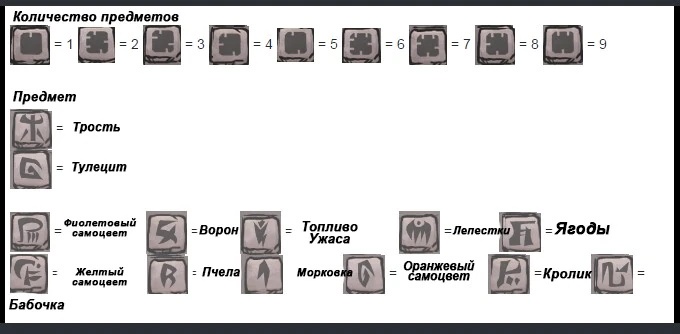 Количество предметов
= 1 = 2 = 3 = 4 = 5 = 6 = 7 = 8 = 9
Предмет
= Трость
= Тулецит
= Фиолетовый самоцвет = Ворон = Топливо Ужаса = Лепестки = Ягоды
= Желтый самоцвет = Пчела Морковка = Оранжевый самоцвет = Кролик =
Бабочка